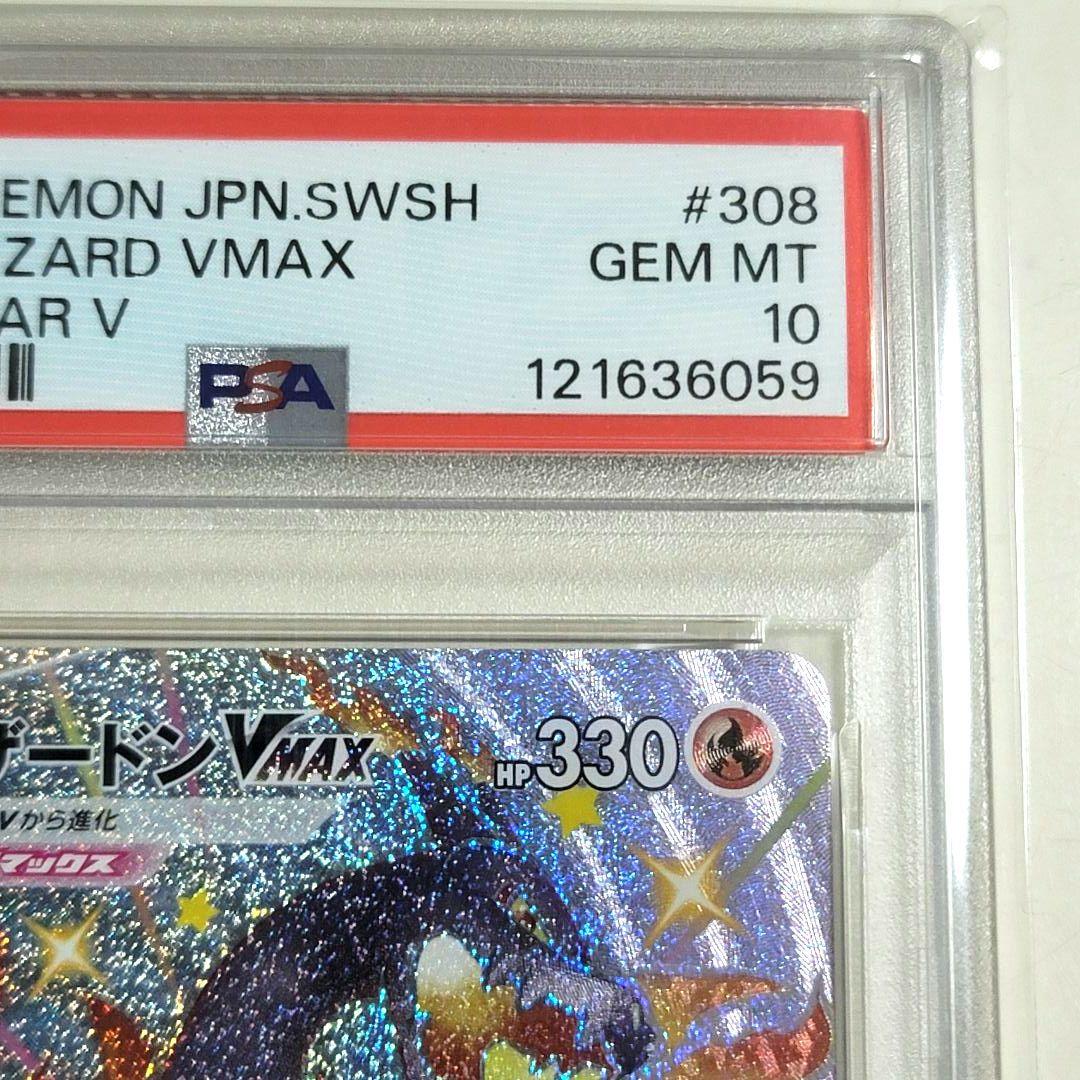 EMON JPN.SWSH #308
ZARD VMAX GEM MT
AR V 10
PSA 121636059
ザードンVMAX HP330
Vから進化
マックス